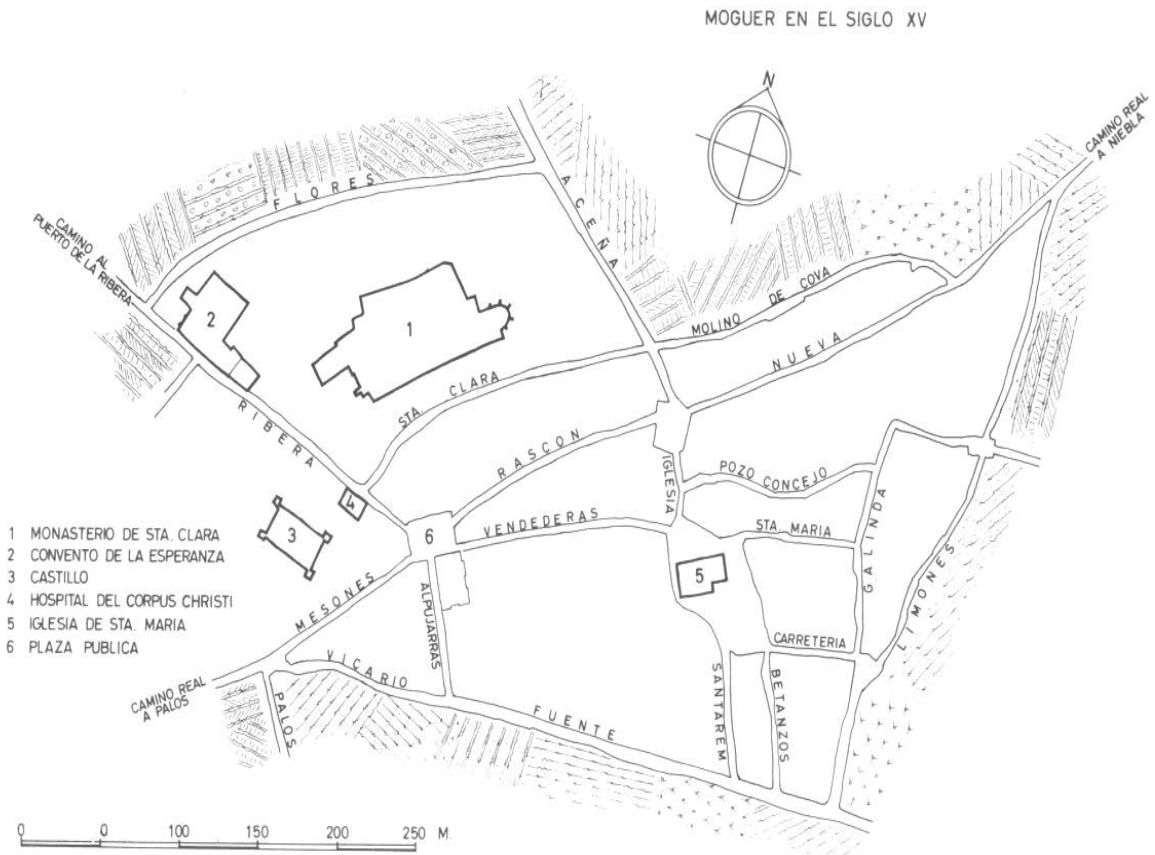 MOGUER EN EL SIGLO XV
N
CAMINO REAL
A NIEBLA
FLORES
ACEÑA
CAMINO AL
PUERTO DE LA RIBERA
2
1
MOLINO DE COVA
NUEVA
STA. CLARA
RIBERA
RASCON
IGLESIA
POZO CONCEJO
4
3
6
VENDEDERAS
STA. MARIA
GALINDA
LIMONES
5
1 MONASTERIO DE STA. CLARA
2 CONVENTO DE LA ESPERANZA
3 CASTILLO
4 HOSPITAL DEL CORPUS CHRISTI
5 IGLESIA DE STA. MARIA
6 PLAZA PUBLICA
MESONES
ALPUJARRAS
CARRETERIA
VICARIO
SANTAREM
BETANZOS
CAMINO REAL
A PALOS
PALOS
FUENTE
0 0 100 150 200 250 M.